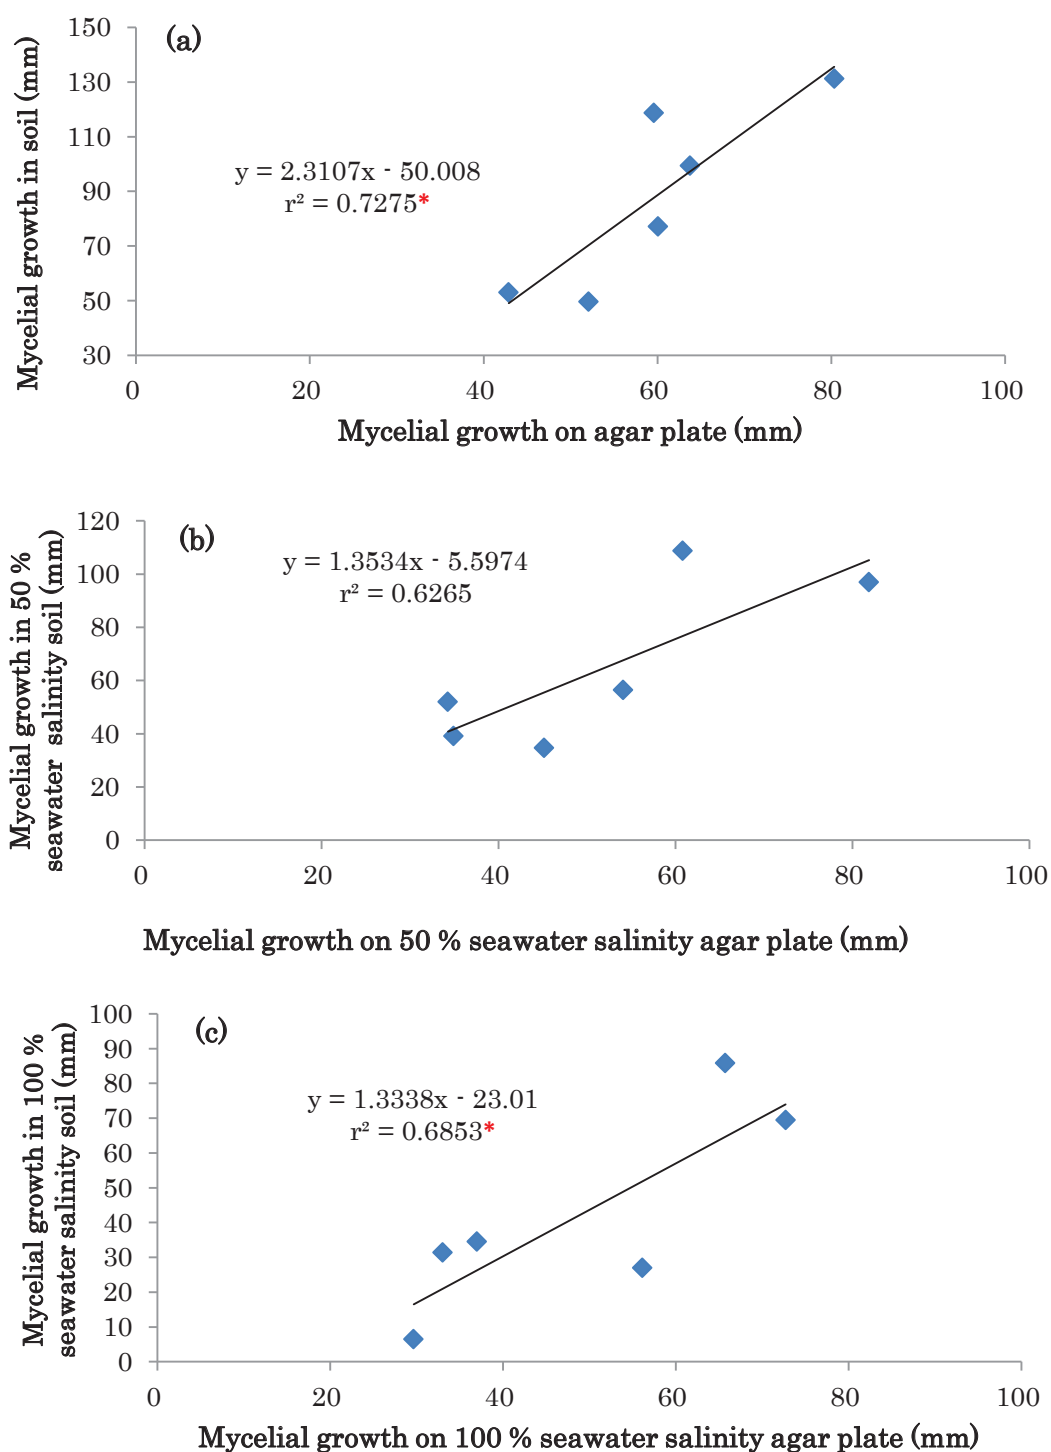 (a)
Mycelial growth in soil (mm)
150
130
110
90
70
50
30
y = 2.3107x - 50.008
r² = 0.7275*
0 20 40 60 80 100
Mycelial growth on agar plate (mm)
(b)
Mycelial growth in 50 %
seawater salinity soil (mm)
120
100
80
60
40
20
0
y = 1.3534x - 5.5974
r² = 0.6265
0 20 40 60 80 100
Mycelial growth on 50 % seawater salinity agar plate (mm)
(c)
Mycelial growth in 100 %
seawater salinity soil (mm)
100
90
80
70
60
50
40
30
20
10
0
y = 1.3338x - 23.01
r² = 0.6853*
0 20 40 60 80 100
Mycelial growth on 100 % seawater salinity agar plate (mm)